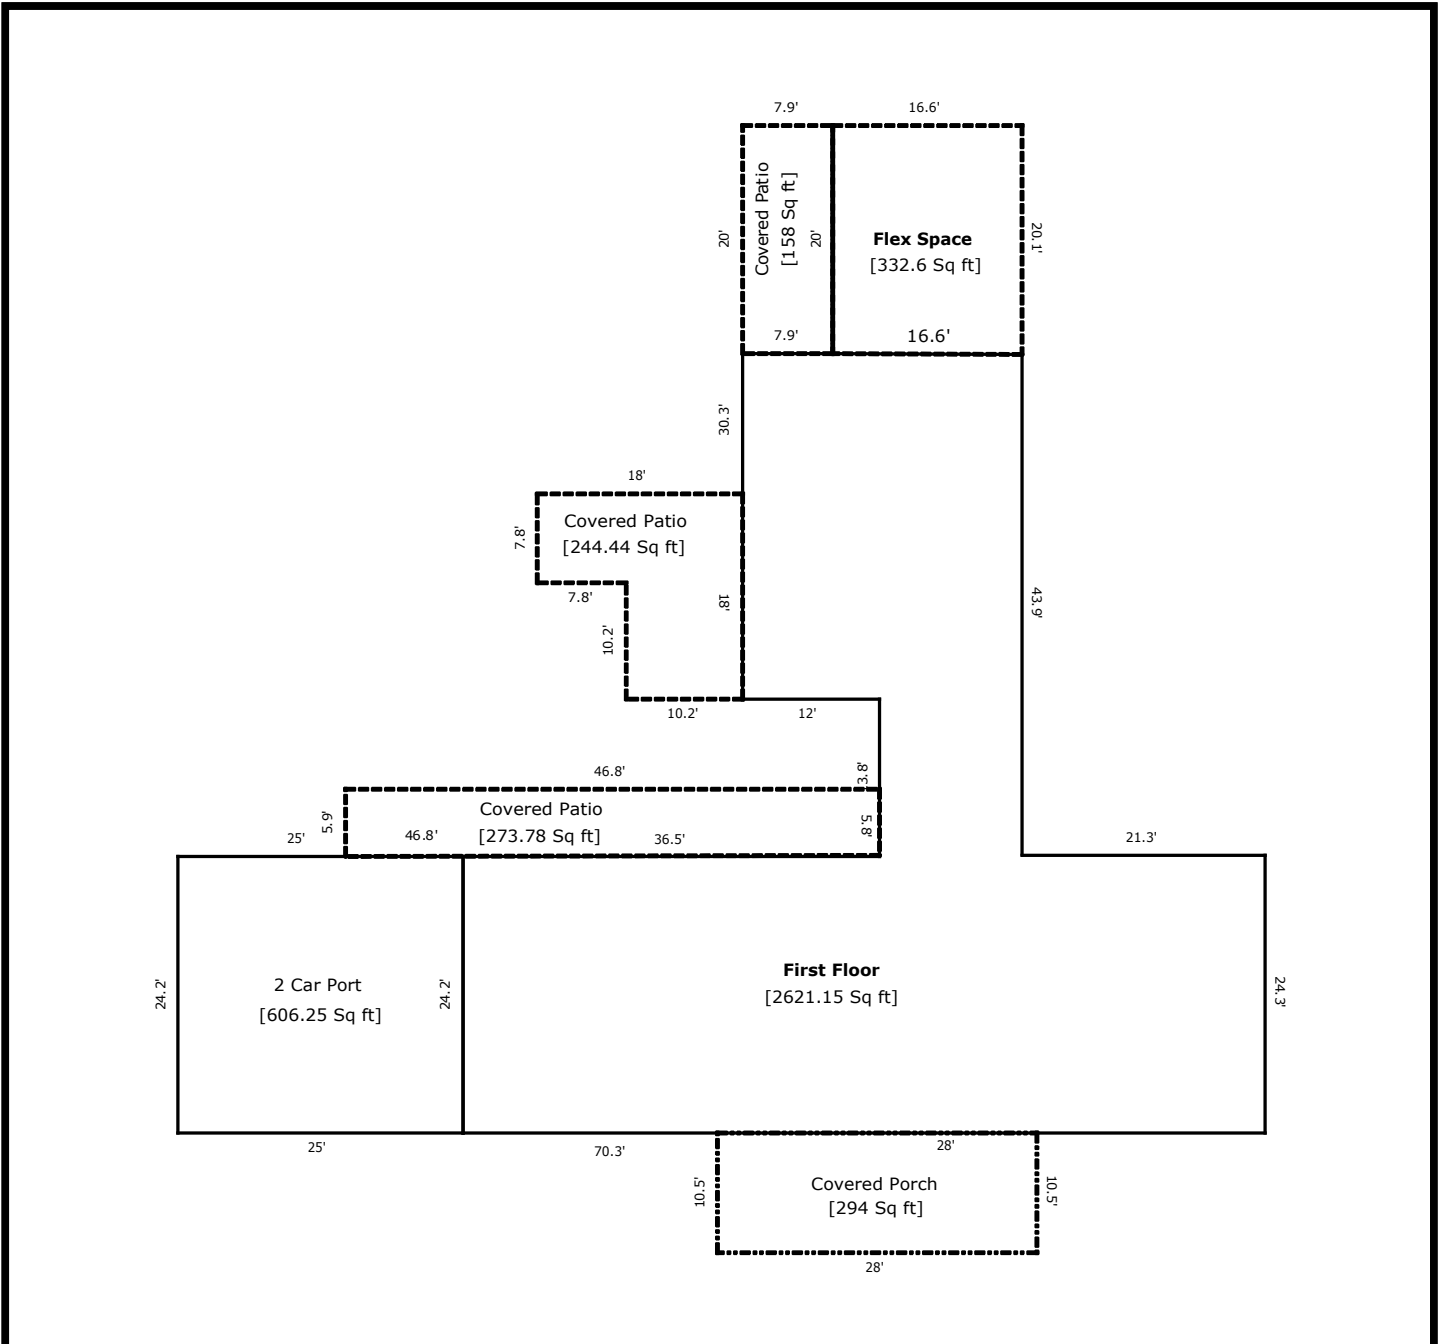 7.9'
16.6'
20'
Covered Patio
[158 Sq ft]
20'
Flex Space
[332.6 Sq ft]
20.1'
7.9'
16.6'
30.3'
18'
7.8'
Covered Patio
[244.44 Sq ft]
7.8'
10.2'
18'
43.9'
10.2'
12'
46.8'
13.8'
5.9'
Covered Patio
[273.78 Sq ft]
5.8'
25'
46.8'
36.5'
21.3'
24.2'
2 Car Port
[606.25 Sq ft]
24.2'
First Floor
[2621.15 Sq ft]
24.3'
25'
70.3'
28'
10.5'
Covered Porch
[294 Sq ft]
10.5'
28'